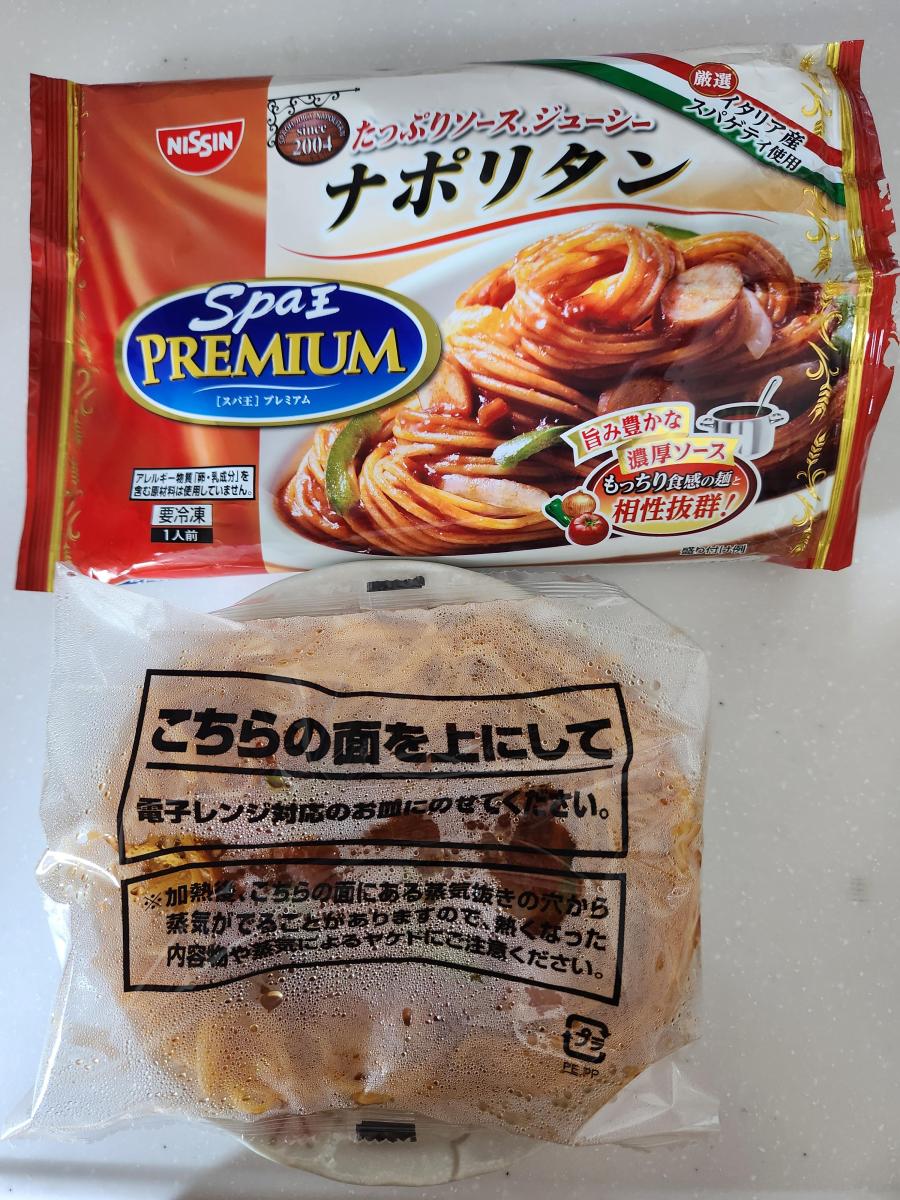 NISSIN
since
2004
たっぷりソース、ジューシー
ナポリタン
厳選
イタリア産
スパゲティ使用
Spa王
PREMIUM
[スパ王] プレミアム
アレルギー物質「卵・乳成分」を
含む原材料は使用していません。
要冷凍
1人前
旨み豊かな
濃厚ソース
もっちり食感の麺と
相性抜群!
盛り付け例
こちらの面を上にして
電子レンジ対応のお皿にのせてください。
※加熱後、こちらの面にある蒸気抜きの穴から
蒸気がでることがありますので、熱くなった
内容物や蒸気によるヤケドにご注意ください。
プラ
PE,PP